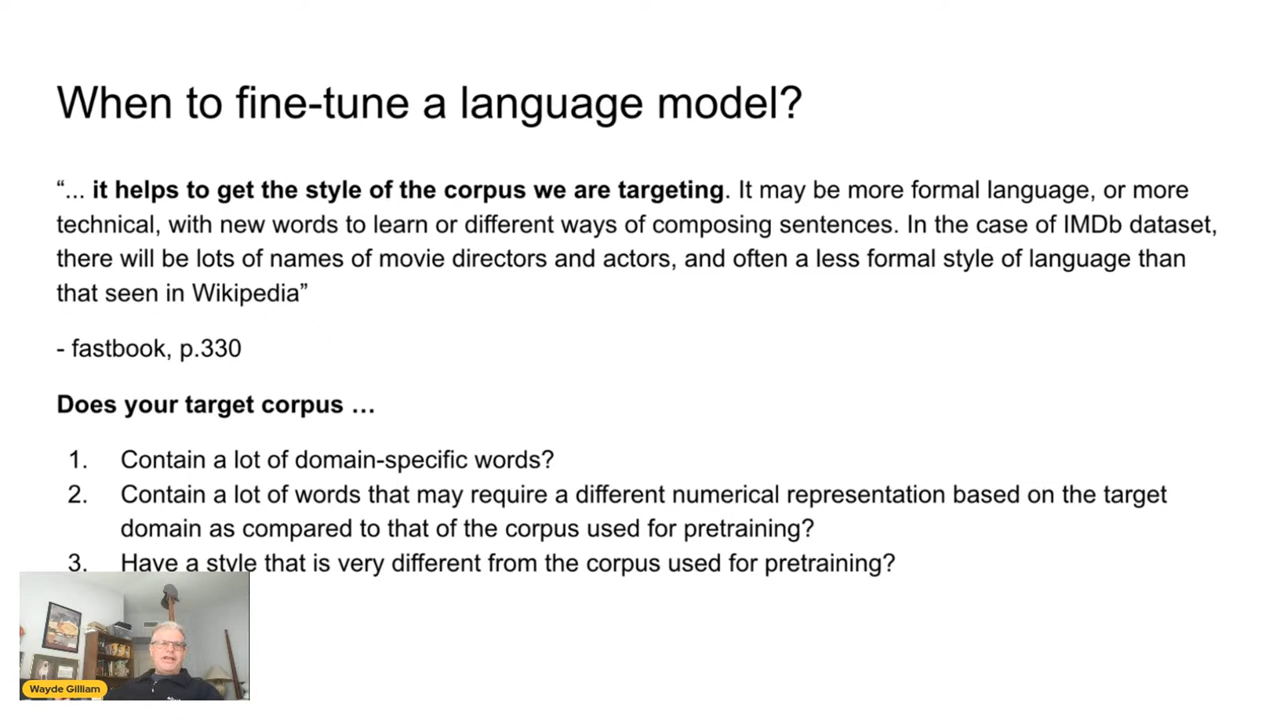 When to fine-tune a language model?
“... it helps to get the style of the corpus we are targeting. It may be more formal language, or more
technical, with new words to learn or different ways of composing sentences. In the case of IMDb dataset,
there will be lots of names of movie directors and actors, and often a less formal style of language than
that seen in Wikipedia”
- fastbook, p.330
Does your target corpus …
1. Contain a lot of domain-specific words?
2. Contain a lot of words that may require a different numerical representation based on the target
domain as compared to that of the corpus used for pretraining?
3. Have a style that is very different from the corpus used for pretraining?
Wayde Gilliam